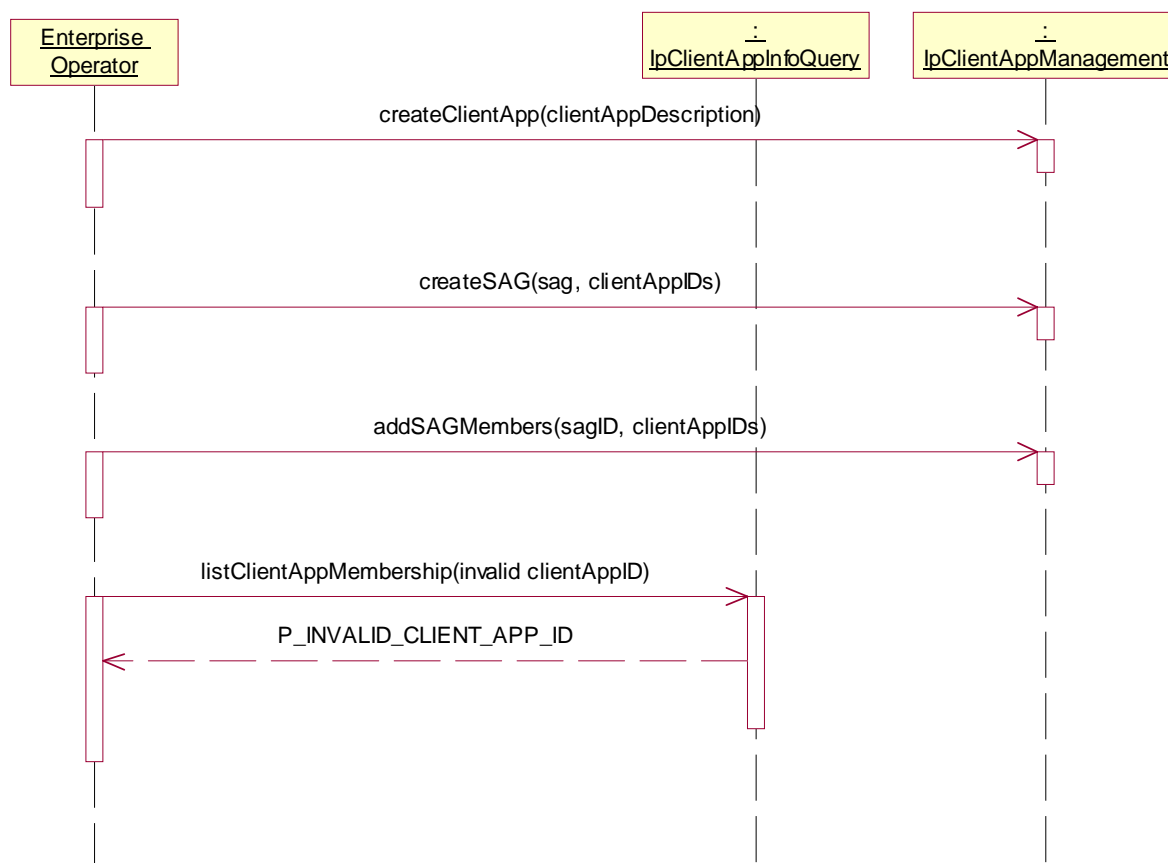 Enterprise
Operator
:
IpClientAppInfoQuery
:
IpClientAppManagement
createClientApp(clientAppDescription)
createSAG(sag, clientAppIDs)
addSAGMembers(sagID, clientAppIDs)
listClientAppMembership(invalid clientAppID)
P_INVALID_CLIENT_APP_ID